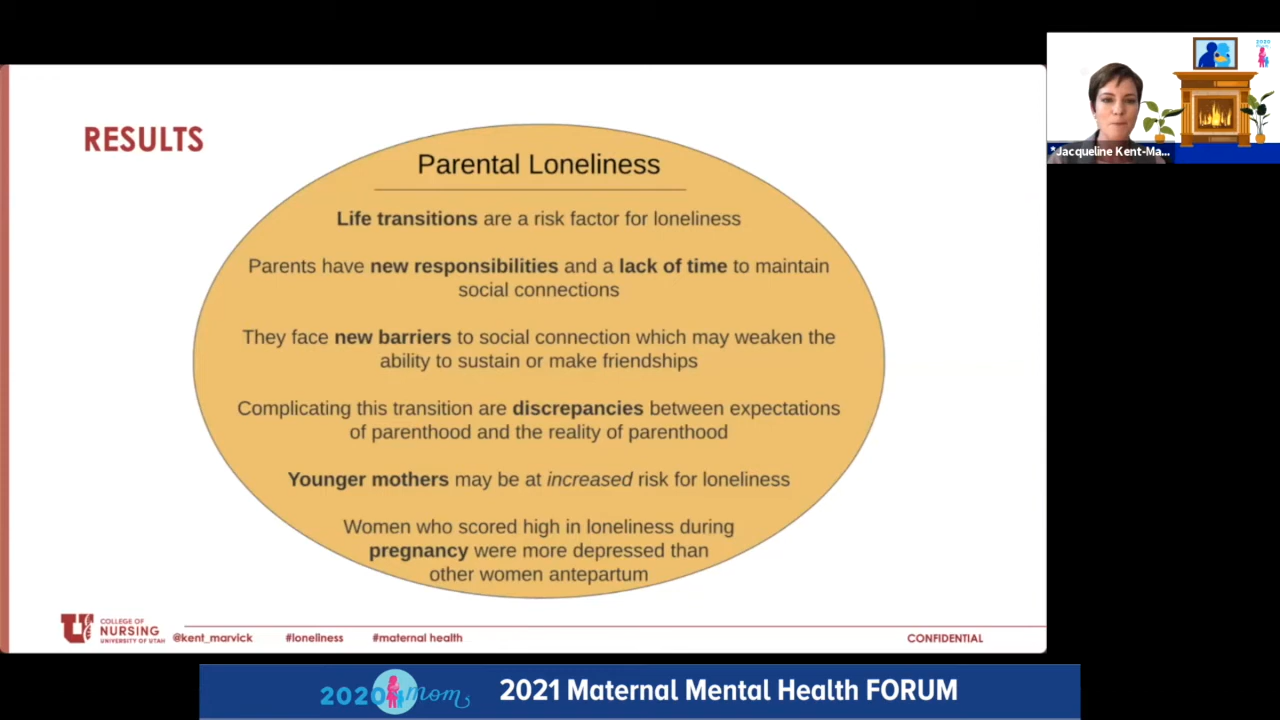 RESULTS
Parental Loneliness
Life transitions are a risk factor for loneliness
Parents have new responsibilities and a lack of time to maintain
social connections
They face new barriers to social connection which may weaken the
ability to sustain or make friendships
Complicating this transition are discrepancies between expectations
of parenthood and the reality of parenthood
Younger mothers may be at increased risk for loneliness
Women who scored high in loneliness during
pregnancy were more depressed than
other women antepartum
U
COLLEGE OF
NURSING
UNIVERSITY OF UTAH
@kent_marvick
#loneliness
#maternal health
CONFIDENTIAL
2020
*Jacqueline Kent-Ma...
2020 mom
2021 Maternal Mental Health FORUM